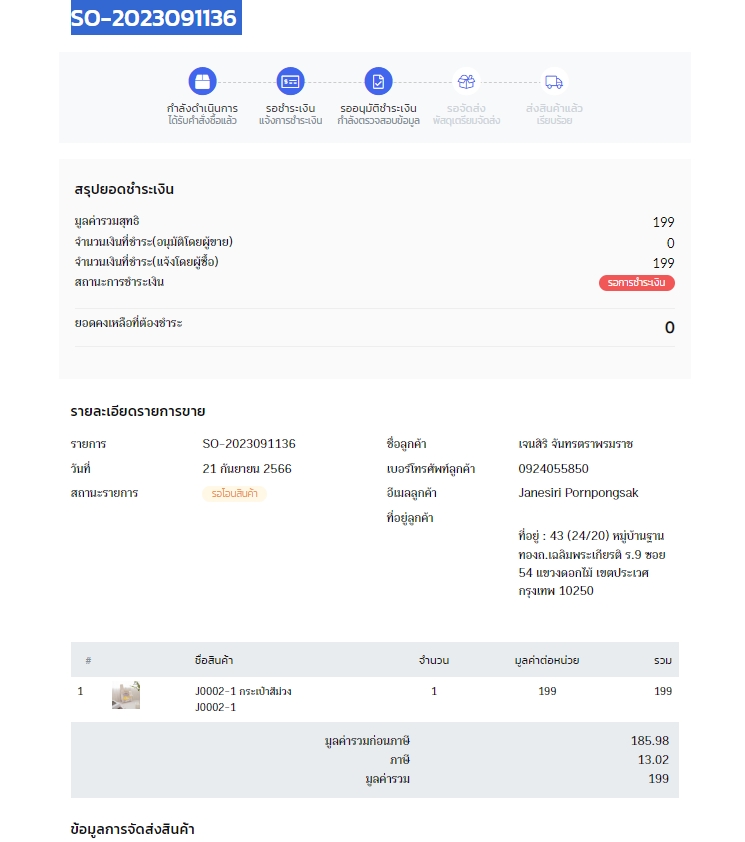 SO-2023091136
กำลังดำเนินการ
ได้รับคำสั่งซื้อแล้ว
รอชำระเงิน
แจ้งการชำระเงิน
รออนุมัติชำระเงิน
กำลังตรวจสอบข้อมูล
รอจัดส่ง
พัสดุเตรียมจัดส่ง
ส่งสินค้าแล้ว
เรียบร้อย
สรุปยอดชำระเงิน
มูลค่ารวมสุทธิ 199
จำนวนเงินที่ชำระ(อนุมัติโดยผู้ขาย) 0
จำนวนเงินที่ชำระ(แจ้งโดยผู้ซื้อ) 199
สถานะการชำระเงิน รอการชำระเงิน
ยอดคงเหลือที่ต้องชำระ 0
รายละเอียดรายการขาย
รายการ SO-2023091136 ชื่อลูกค้า เจนสิริ จันทรตราพรมราช
วันที่ 21 กันยายน 2566 เบอร์โทรศัพท์ลูกค้า 0924055850
สถานะรายการ รอโอนสินค้า อีเมลลูกค้า Janesiri Pornpongsak
ที่อยู่ลูกค้า
ที่อยู่ : 43 (24/20) หมู่บ้านฐาน
ทองถ.เฉลิมพระเกียรติ ร.9 ซอย
54 แขวงดอกไม้ เขตประเวศ
กรุงเทพ 10250
# ชื่อสินค้า จำนวน มูลค่าต่อหน่วย รวม
1 J0002-1 กระเป๋าสีม่วง 1 199 199
J0002-1
มูลค่ารวมก่อนภาษี 185.98
ภาษี 13.02
มูลค่ารวม 199
ข้อมูลการจัดส่งสินค้า